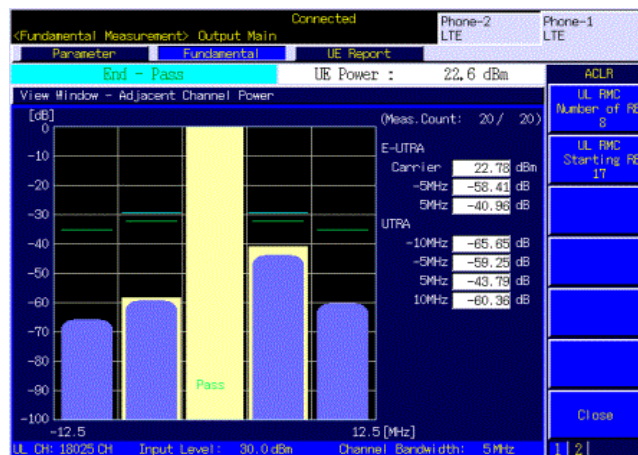 Connected
Phone-2 Phone-1
<Fundamental Measurement> Output Main LTE LTE
Parameter Fundamental UE Report
End - Pass UE Power : 22.6 dBm ACLR
View Window - Adjacent Channel Power
UL RMC
Number of RB
8
[dB] (Meas.Count: 20/ 20)
UL RMC
Starting RB
17
E-UTRA
Carrier 22.78 dBm
-5MHz -58.41 dB
5MHz -40.96 dB
UTRA
-10MHz -65.65 dB
-5MHz -59.25 dB
5MHz -43.79 dB
10MHz -60.36 dB
0
-10
-20
-30
-40
-50
-60
-70
-80
-90
-100
Pass
-12.5 12.5 [MHz]
Close
UL CH: 18025 CH Input Level: 30.0 dBm Channel Bandwidth: 5 MHz 1 2